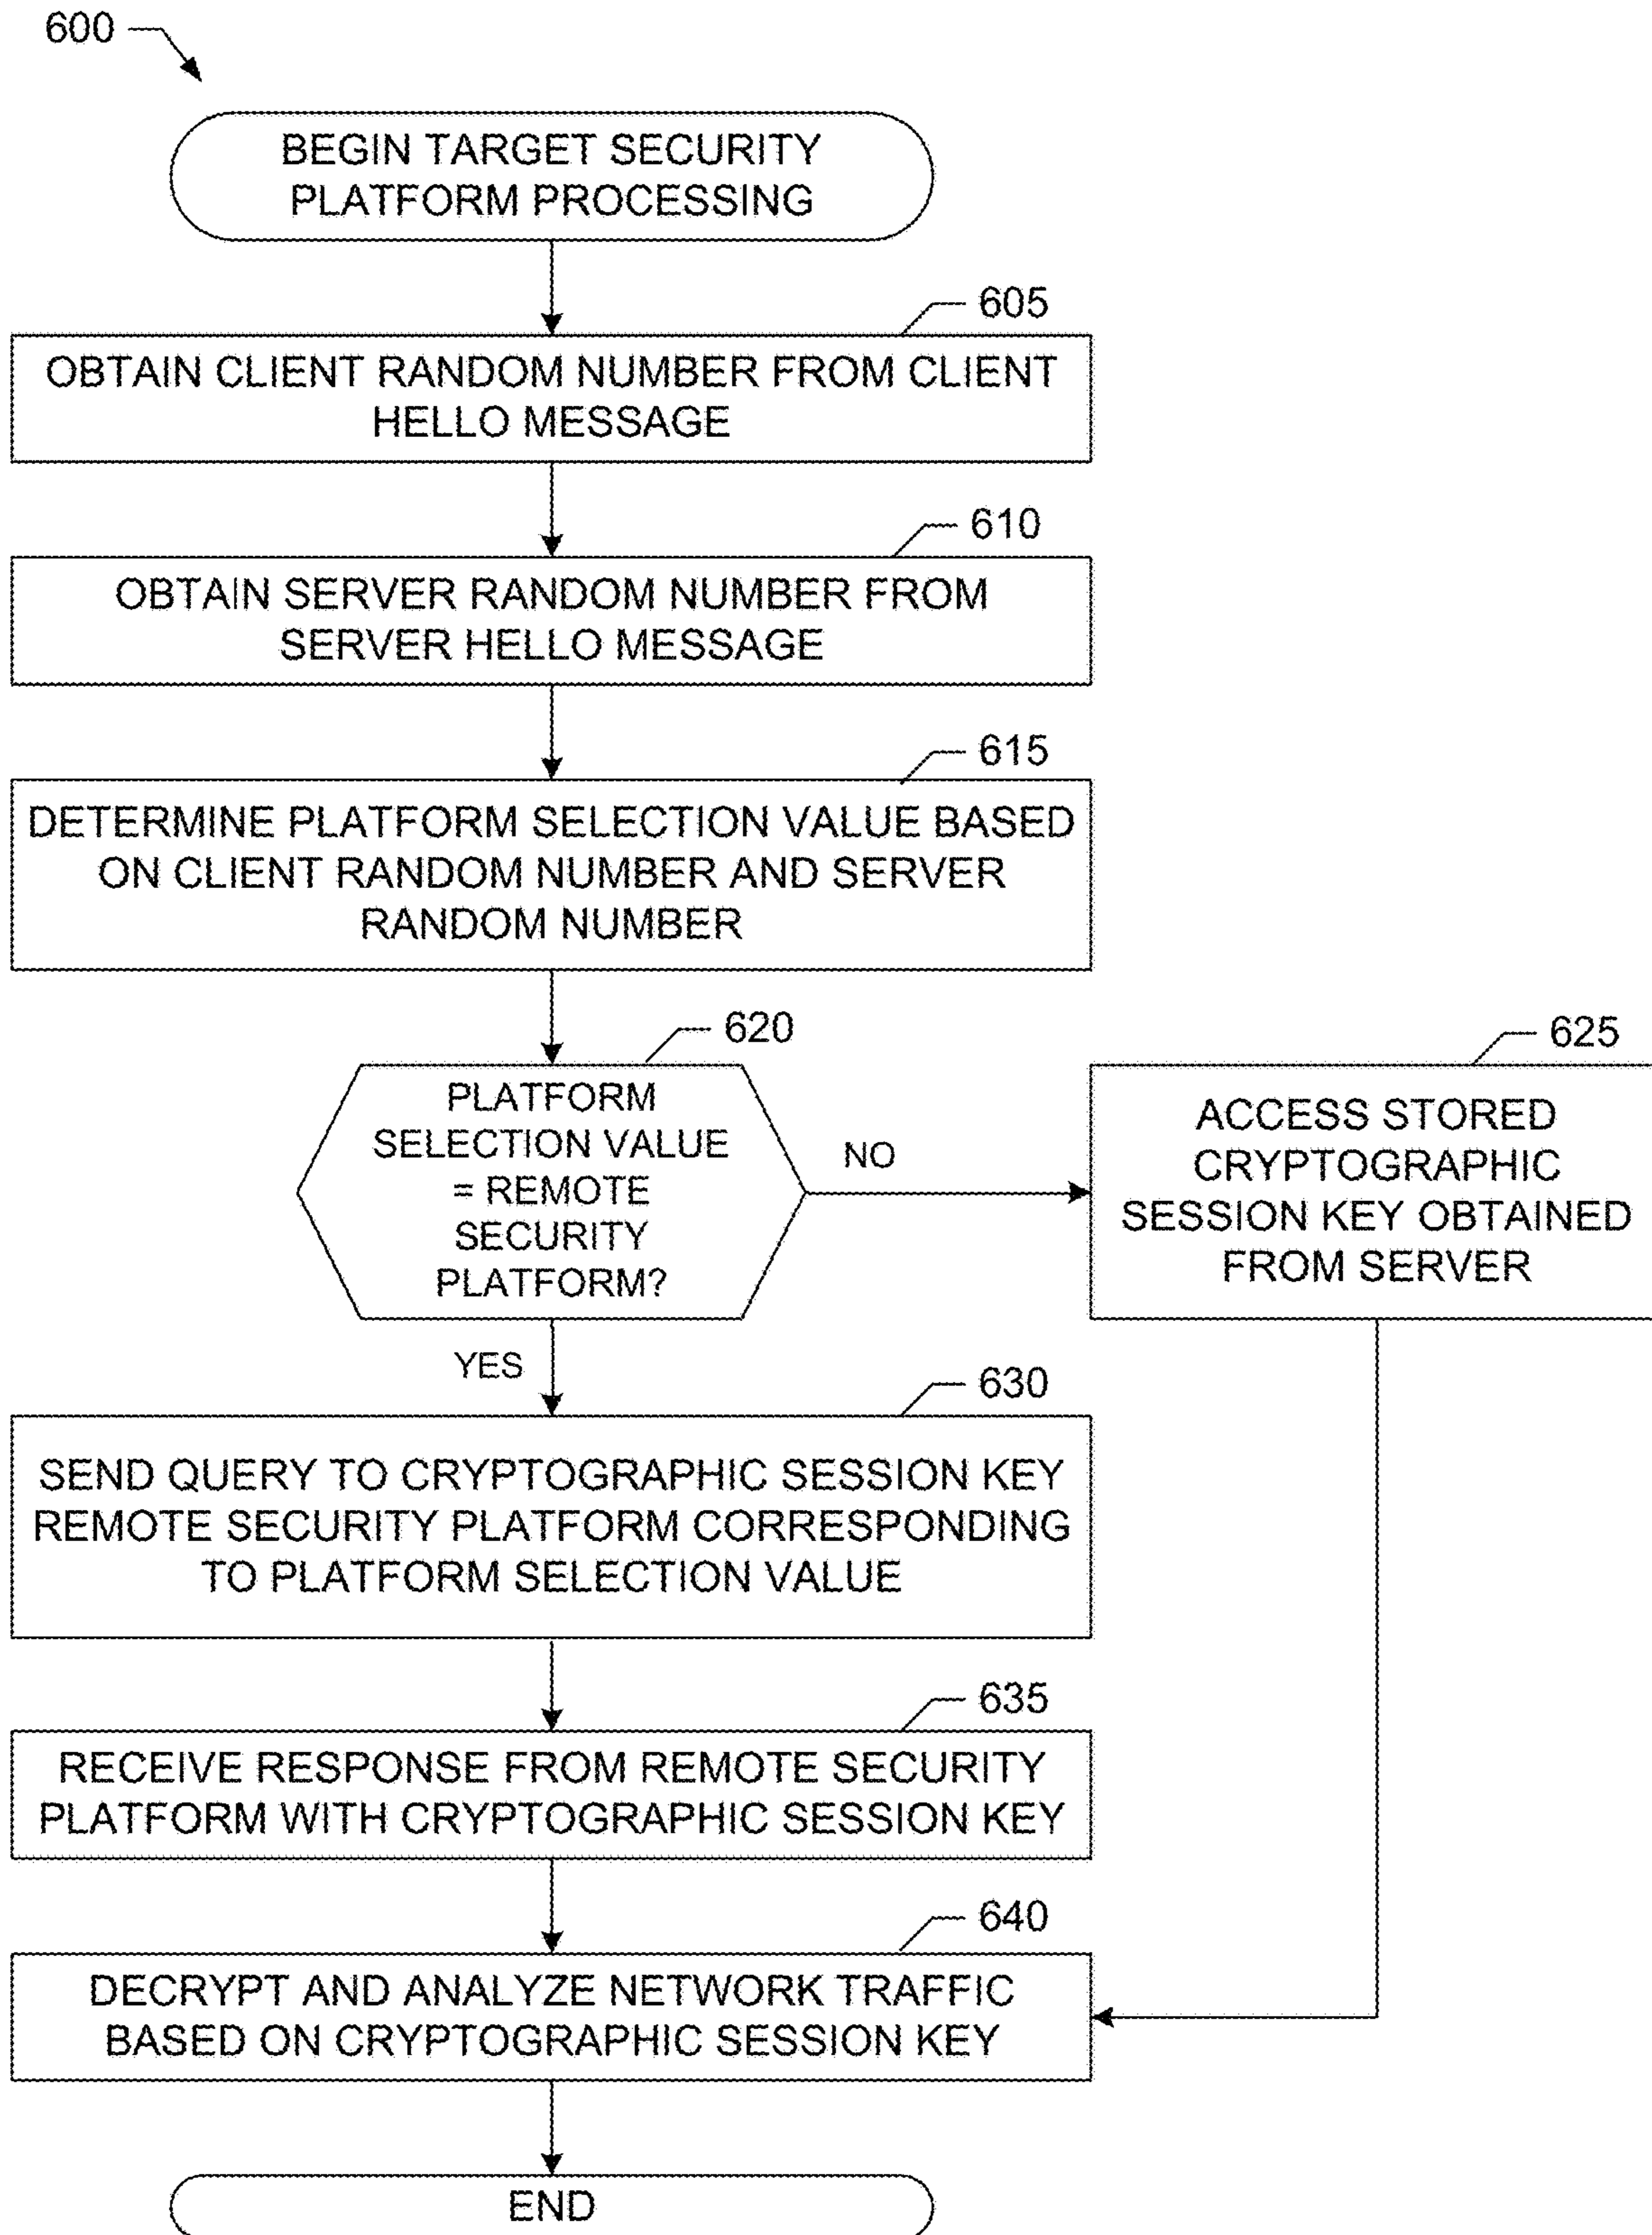 600
BEGIN TARGET SECURITY
PLATFORM PROCESSING
605
OBTAIN CLIENT RANDOM NUMBER FROM CLIENT
HELLO MESSAGE
610
OBTAIN SERVER RANDOM NUMBER FROM
SERVER HELLO MESSAGE
615
DETERMINE PLATFORM SELECTION VALUE BASED
ON CLIENT RANDOM NUMBER AND SERVER
RANDOM NUMBER
620
PLATFORM
SELECTION VALUE
= REMOTE
SECURITY
PLATFORM?
NO
625
ACCESS STORED
CRYPTOGRAPHIC
SESSION KEY OBTAINED
FROM SERVER
YES
630
SEND QUERY TO CRYPTOGRAPHIC SESSION KEY
REMOTE SECURITY PLATFORM CORRESPONDING
TO PLATFORM SELECTION VALUE
635
RECEIVE RESPONSE FROM REMOTE SECURITY
PLATFORM WITH CRYPTOGRAPHIC SESSION KEY
640
DECRYPT AND ANALYZE NETWORK TRAFFIC
BASED ON CRYPTOGRAPHIC SESSION KEY
END